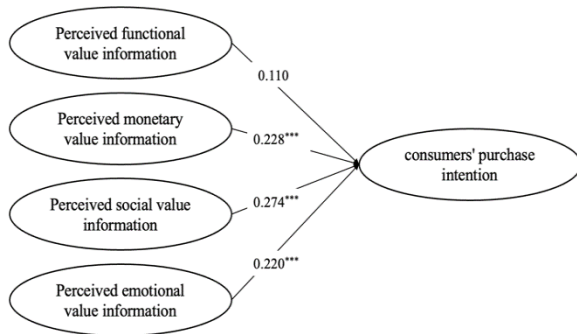 Perceived functional
value information
0.110
Perceived monetary
value information
0.228***
consumers' purchase
intention
Perceived social value
information
0.274***
Perceived emotional
value information
0.220***